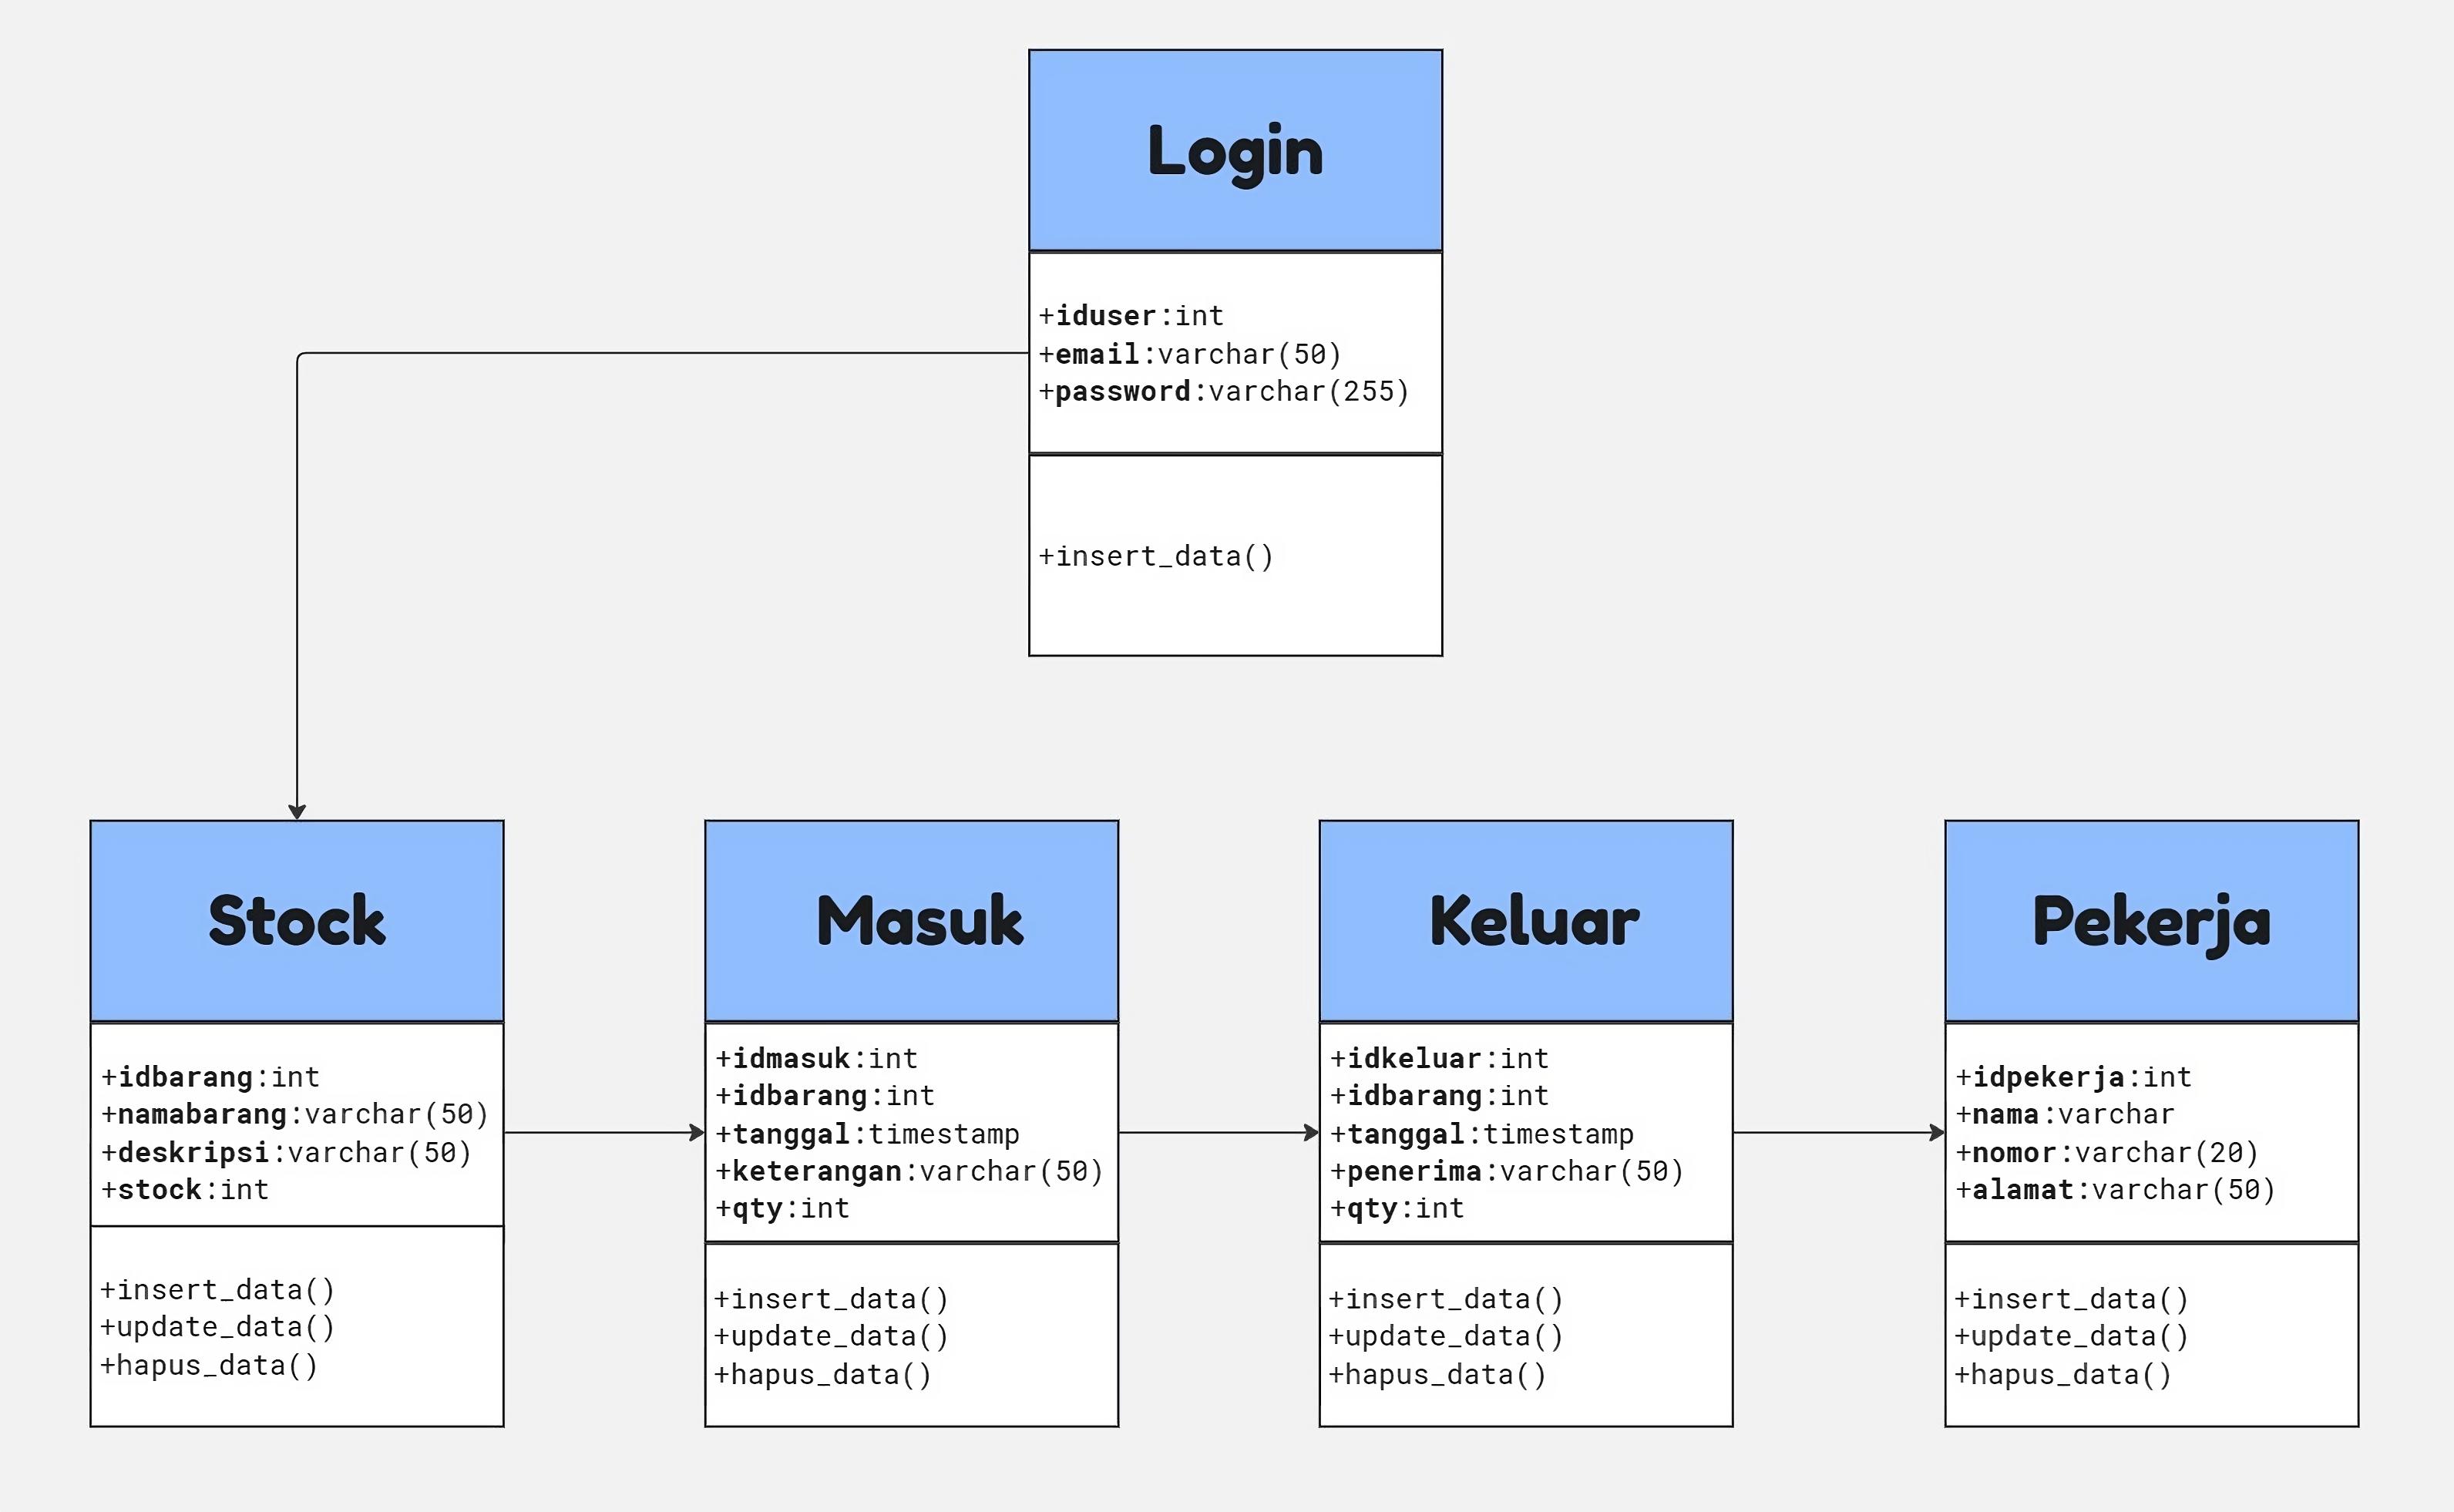 Login
+iduser:int
+email:varchar(50)
+password:varchar(255)
+insert_data()
Stock
+idbarang:int
+namabarang:varchar(50)
+deskripsi:varchar(50)
+stock:int
+insert_data()
+update_data()
+hapus_data()
Masuk
+idmasuk:int
+idbarang:int
+tanggal:timestamp
+keterangan:varchar(50)
+qty:int
+insert_data()
+update_data()
+hapus_data()
Keluar
+idkeluar:int
+idbarang:int
+tanggal:timestamp
+penerima:varchar(50)
+qty:int
+insert_data()
+update_data()
+hapus_data()
Pekerja
+idpekerja:int
+nama:varchar
+nomor:varchar(20)
+alamat:varchar(50)
+insert_data()
+update_data()
+hapus_data()